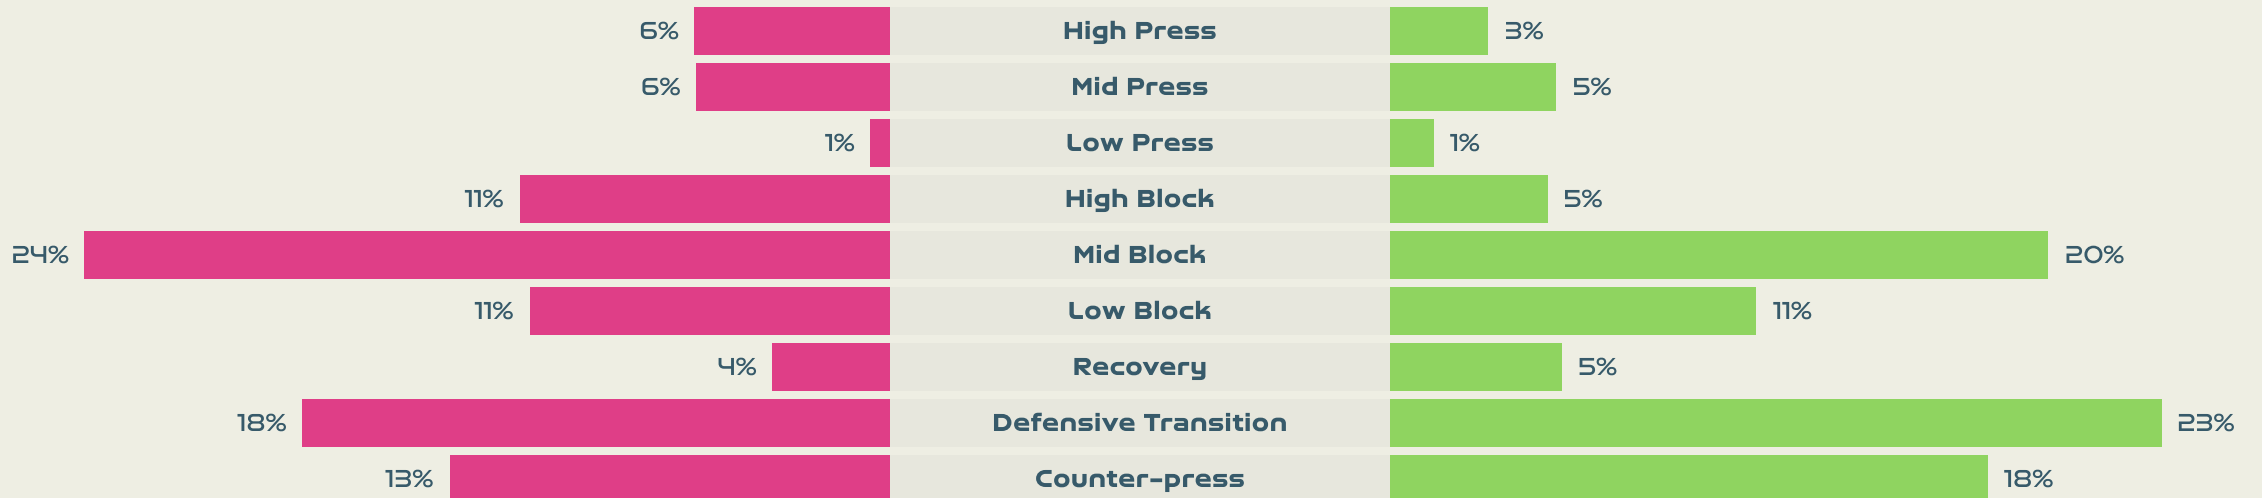 6% High Press 3%
6% Mid Press 5%
1% Low Press 1%
11% High Block 5%
24% Mid Block 20%
11% Low Block 11%
4% Recovery 5%
18% Defensive Transition 23%
13% Counter-press 18%